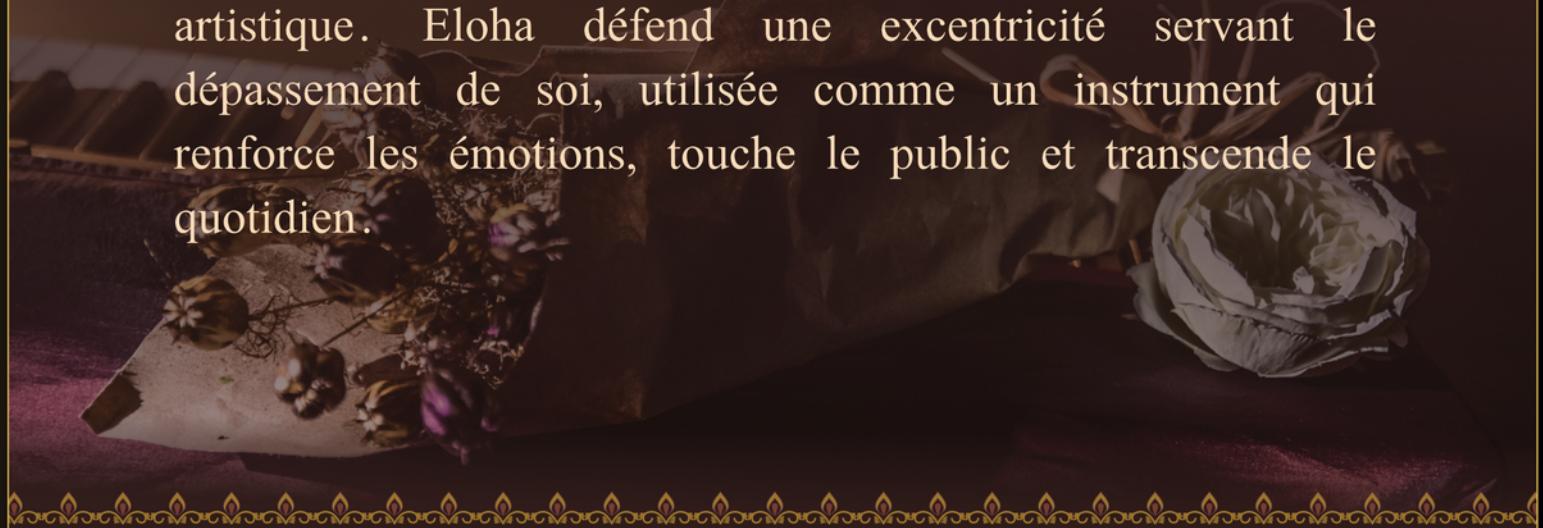 artistique. Eloha défend une excentricité servant le
dépassement de soi, utilisée comme un instrument qui
renforce les émotions, touche le public et transcende le
quotidien.